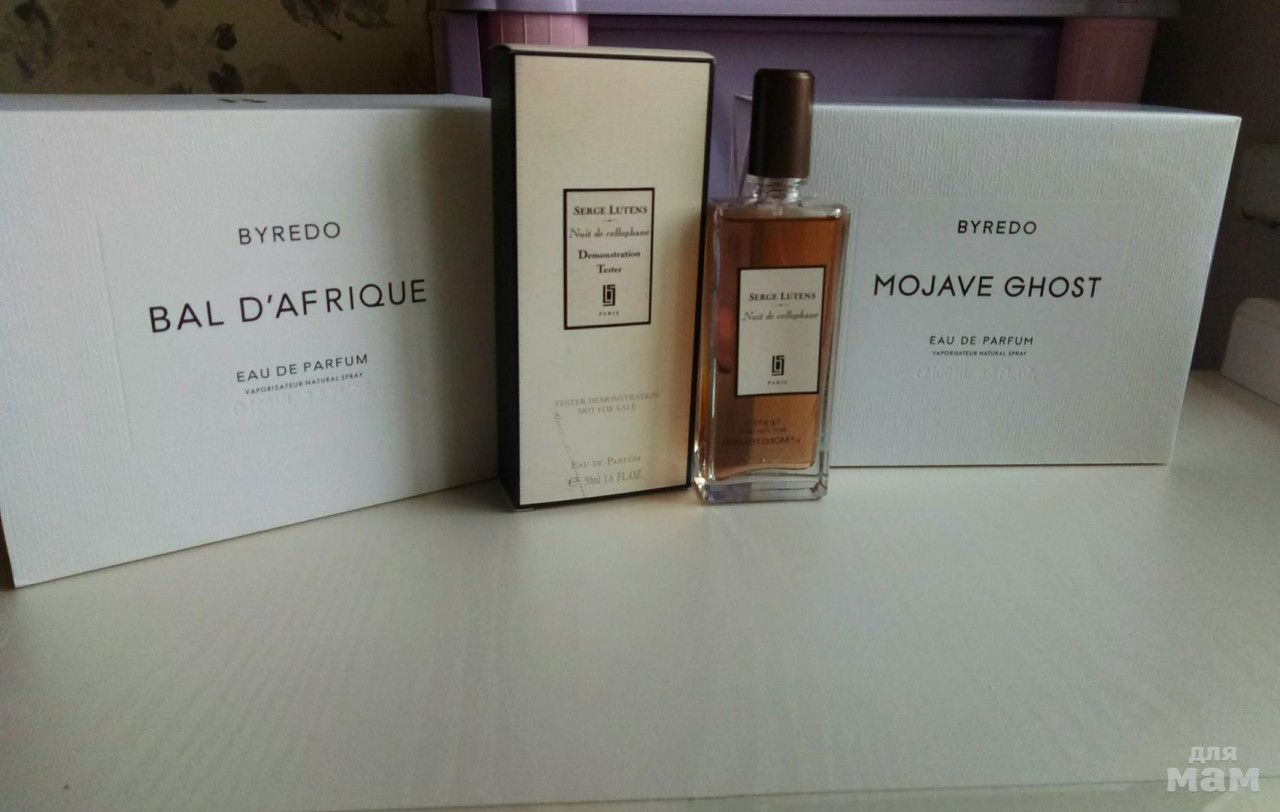 BYREDO
BAL D'AFRIQUE
EAU DE PARFUM
VAPORISATEUR NATURAL SPRAY
SERGE LUTENS
Nuit de cellophane
Demonstration
Tester
PARIS
TESTER DEMONSTRATION
NOT FOR SALE
EAU DE PARFUM
℮ 50ml 1.6 FL.OZ.
SERGE LUTENS
Nuit de cellophane
PARIS
BYREDO
MOJAVE GHOST
EAU DE PARFUM
VAPORISATEUR NATURAL SPRAY
для
мам